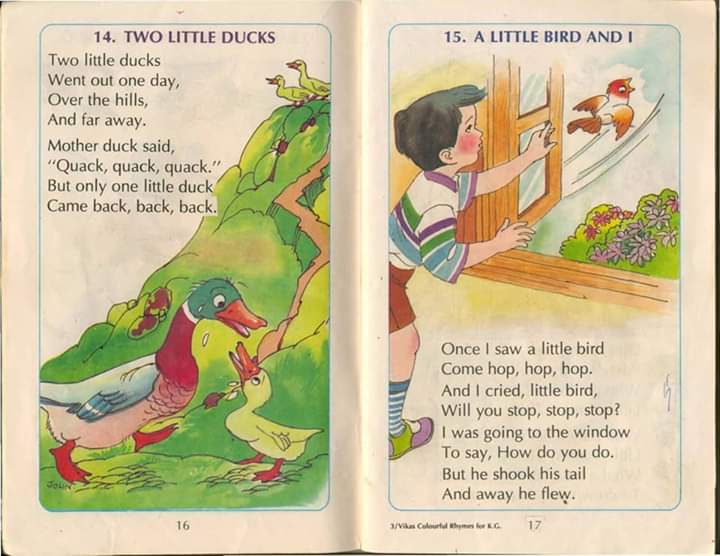 14. TWO LITTLE DUCKS
Two little ducks
Went out one day,
Over the hills,
And far away.
Mother duck said,
"Quack, quack, quack."
But only one little duck
Came back, back, back.
JOHN
16
15. A LITTLE BIRD AND I
Once I saw a little bird
Come hop, hop, hop.
And I cried, little bird,
Will you stop, stop, stop?
I was going to the window
To say, How do you do.
But he shook his tail
And away he flew.
3/Vikas Colourful Rhymes for K.G.
17